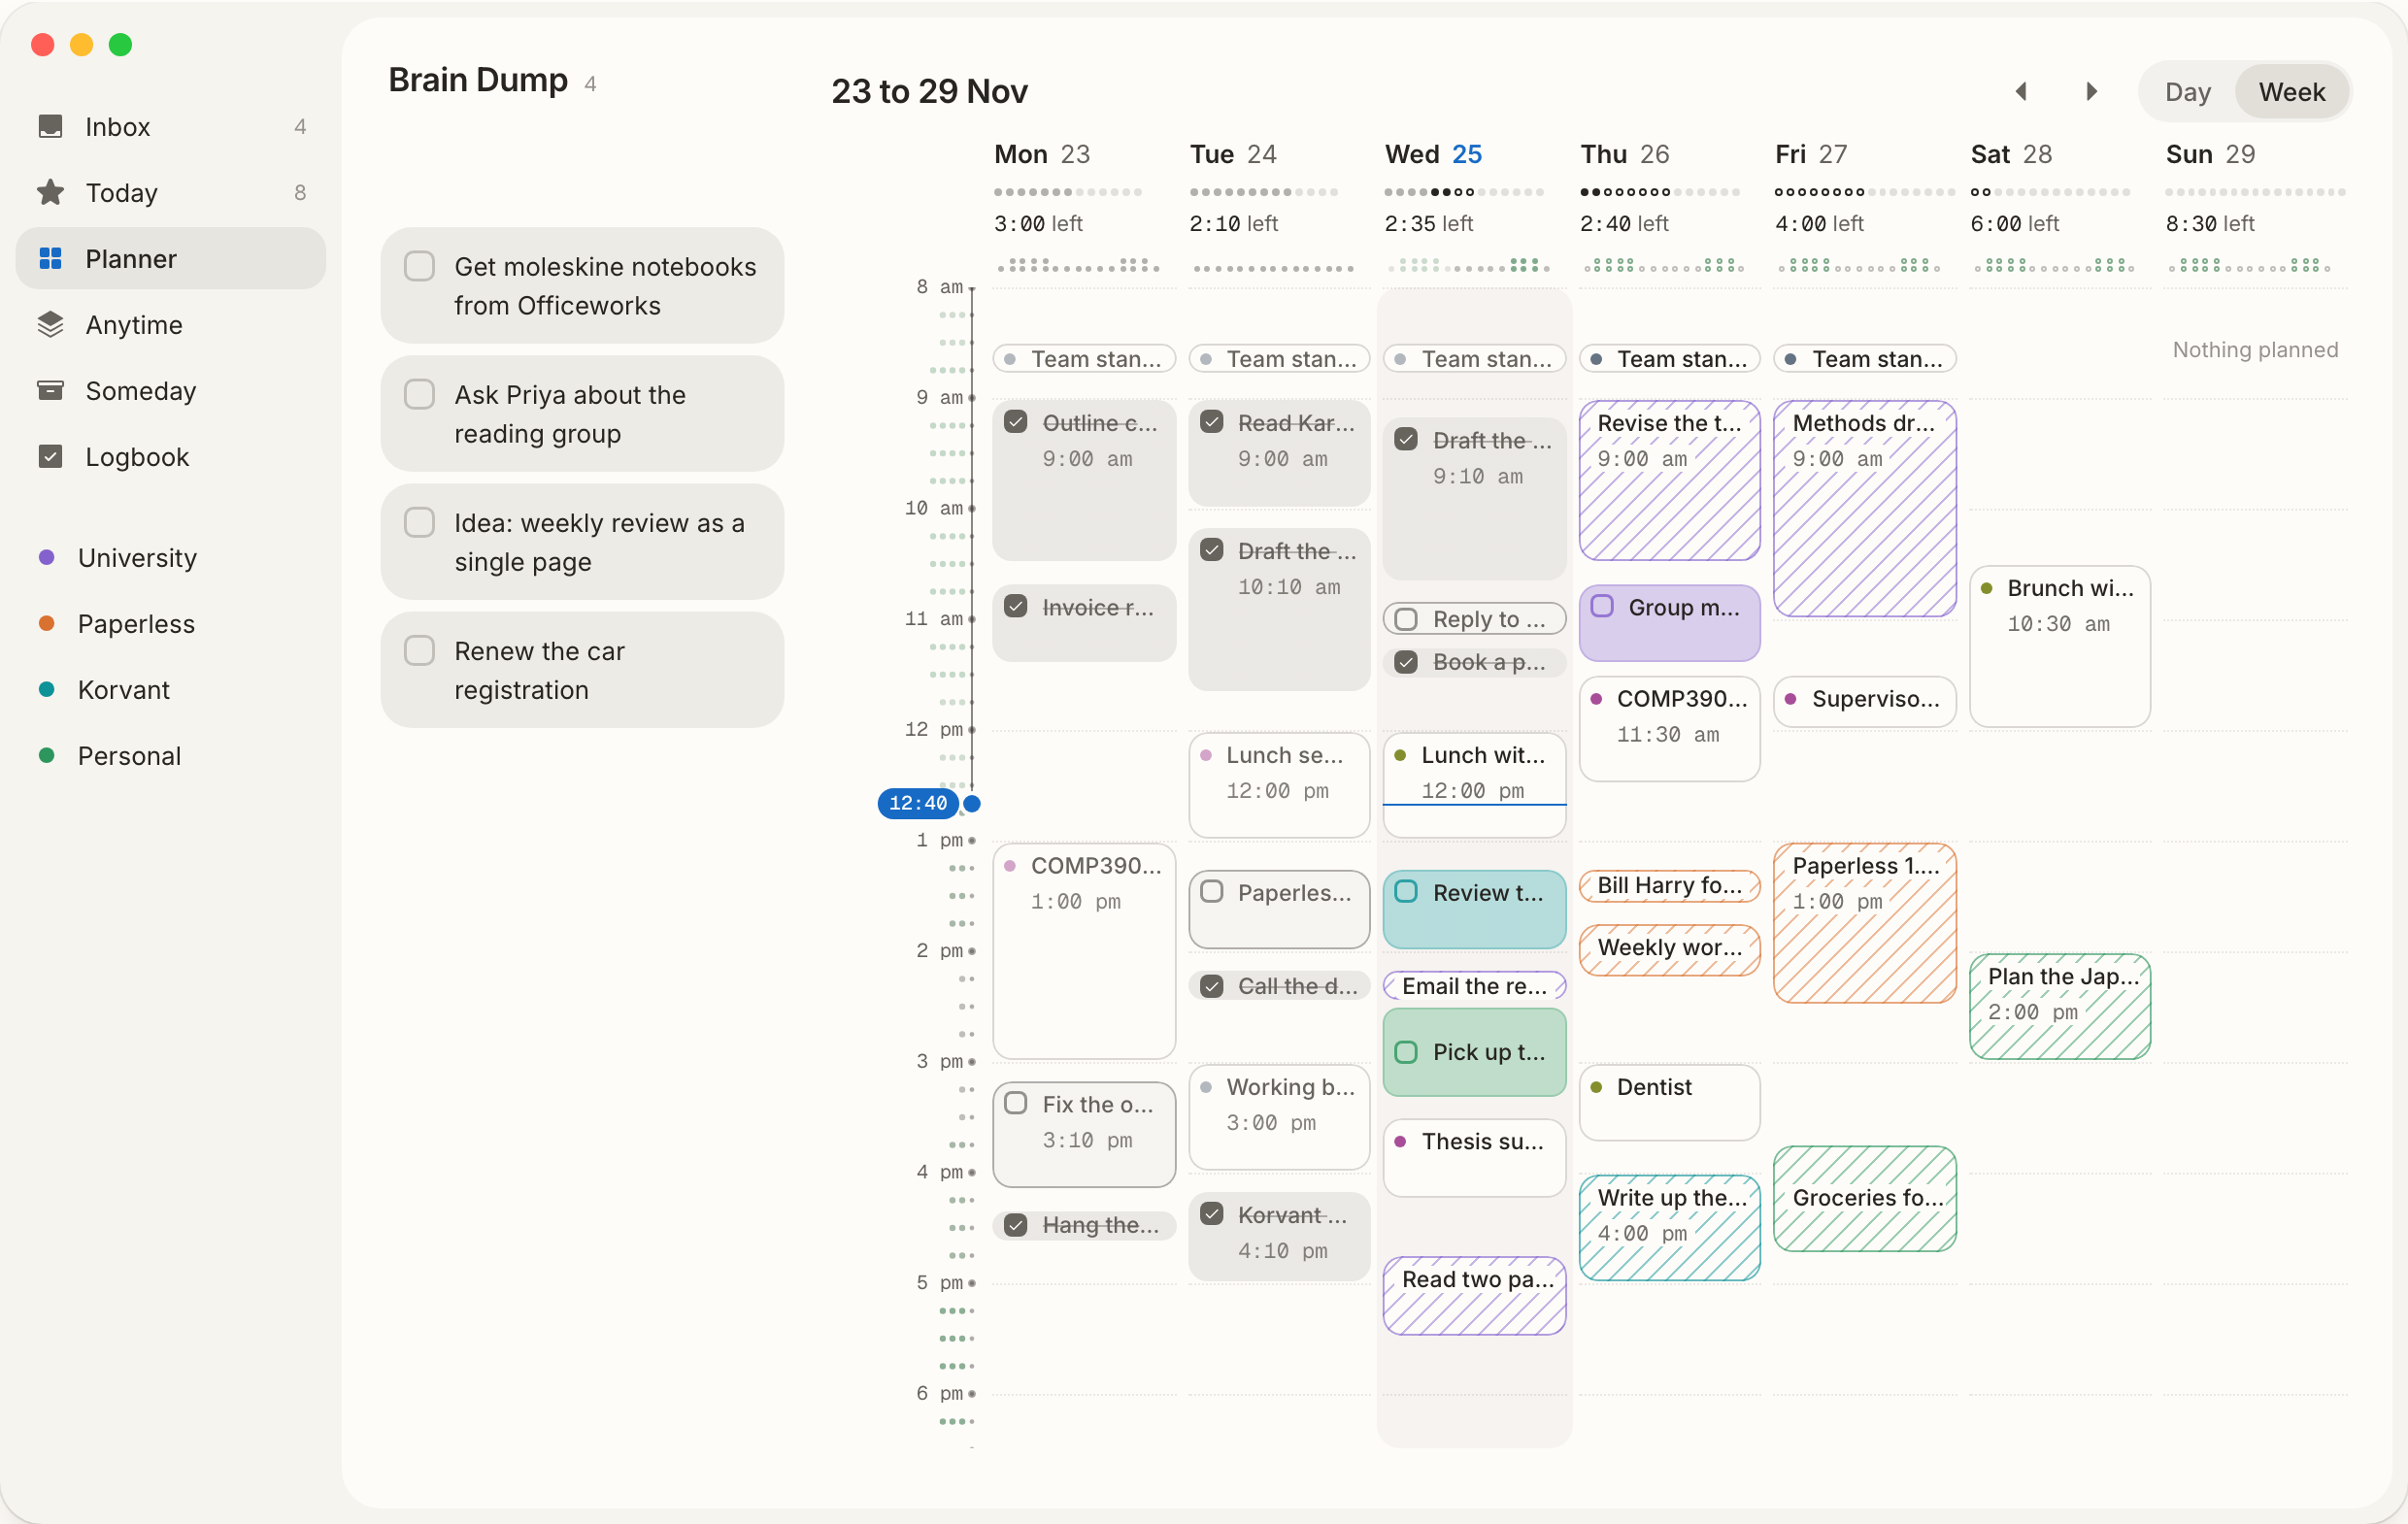 Inbox 4
Today 8
Planner
Anytime
Someday
Logbook
University
Paperless
Korvant
Personal
Brain Dump 4
Get moleskine notebooks
from Officeworks
Ask Priya about the
reading group
Idea: weekly review as a
single page
Renew the car
registration
23 to 29 Nov
Day Week
Mon 23
3:00 left
Tue 24
2:10 left
Wed 25
2:35 left
Thu 26
2:40 left
Fri 27
4:00 left
Sat 28
6:00 left
Sun 29
8:30 left
8 am
9 am
10 am
11 am
12 pm
12:40
1 pm
2 pm
3 pm
4 pm
5 pm
6 pm
Team stan...
Outline c...
9:00 am
Invoice r...
COMP390...
1:00 pm
Fix the o...
3:10 pm
Hang the...
Team stan...
Read Kar...
9:00 am
Draft the ...
10:10 am
Lunch se...
12:00 pm
Paperles...
Call the d...
Working b...
3:00 pm
Korvant ...
4:10 pm
Team stan...
Draft the ...
9:10 am
Reply to ...
Book a p...
Lunch wit...
12:00 pm
Review t...
Email the re...
Pick up t...
Thesis su...
Read two pa...
Team stan...
Revise the t...
9:00 am
Group m...
COMP390...
11:30 am
Bill Harry fo...
Weekly wor...
Dentist
Write up the...
4:00 pm
Team stan...
Methods dr...
9:00 am
Superviso...
Paperless 1....
1:00 pm
Groceries fo...
Brunch wi...
10:30 am
Plan the Jap...
2:00 pm
Nothing planned